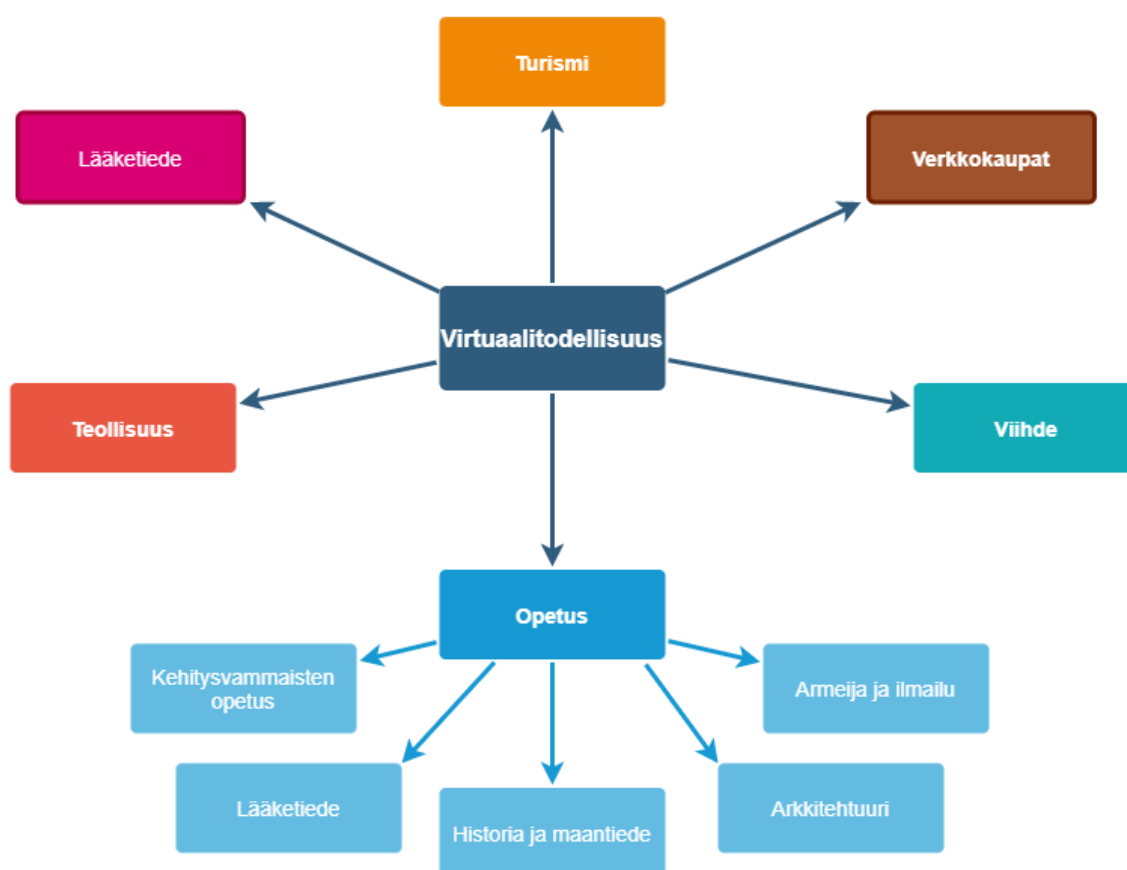 Turismi
Lääketiede
Verkkokaupat
Virtuaalitodellisuus
Teollisuus
Viihde
Opetus
Kehitysvammaisten
opetus
Armeija ja ilmailu
Lääketiede
Historia ja maantiede
Arkkitehtuuri